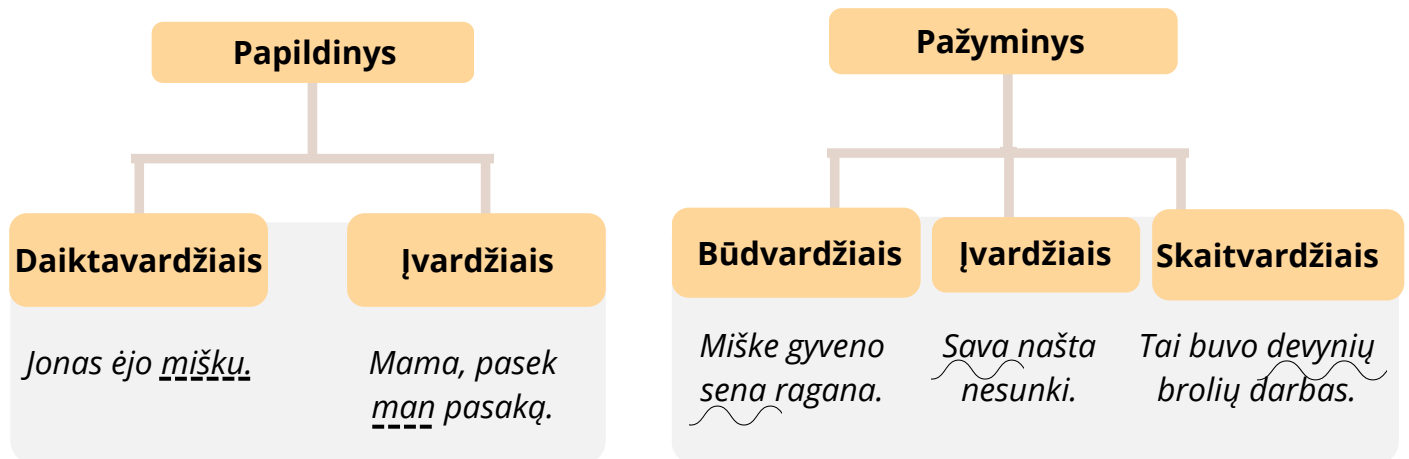 Papildinys
Daiktavardžiais
Įvardžiais
Jonas ėjo mišku.
Mama, pasek
man pasaką.
Pažyminys
Būdvardžiais
Įvardžiais
Skaitvardžiais
Miške gyveno
sena ragana.
Sava našta
nesunki.
Tai buvo devynių
brolių darbas.